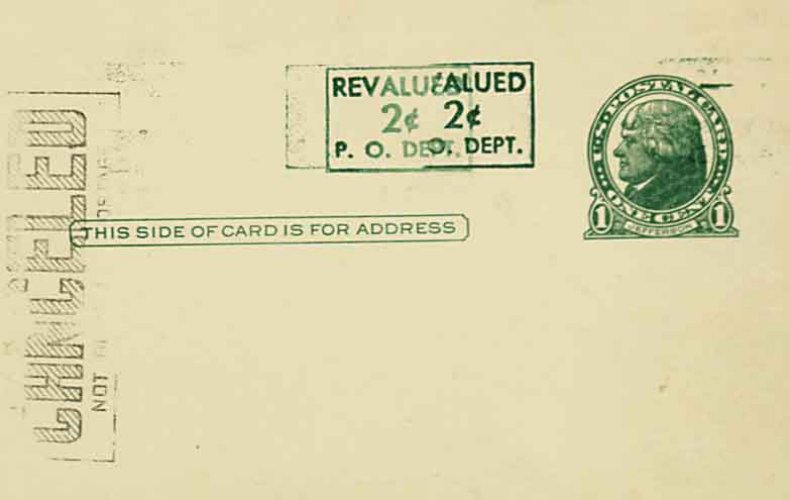 REVALUED ALUED
2¢ 2¢
P. O. DEPT. O. DEPT.
U.S. POSTAL CARD
ONE CENT
1 JEFFERSON 1
THIS SIDE OF CARD IS FOR ADDRESS
CANCELED
NOT